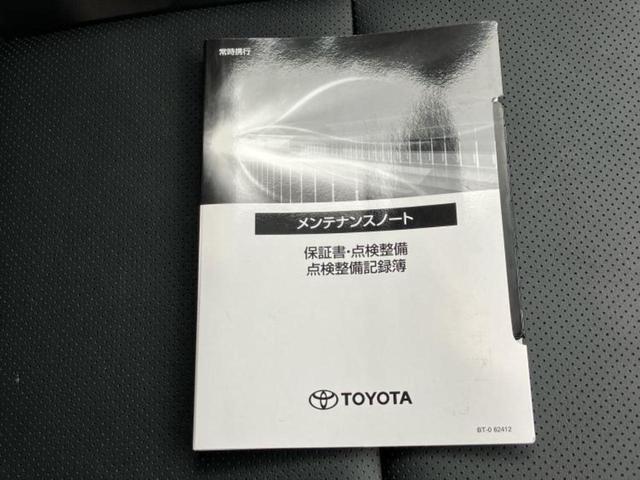 常時携行
メンテナンスノート
保証書・点検整備
点検整備記録簿
TOYOTA
BT-0 62412